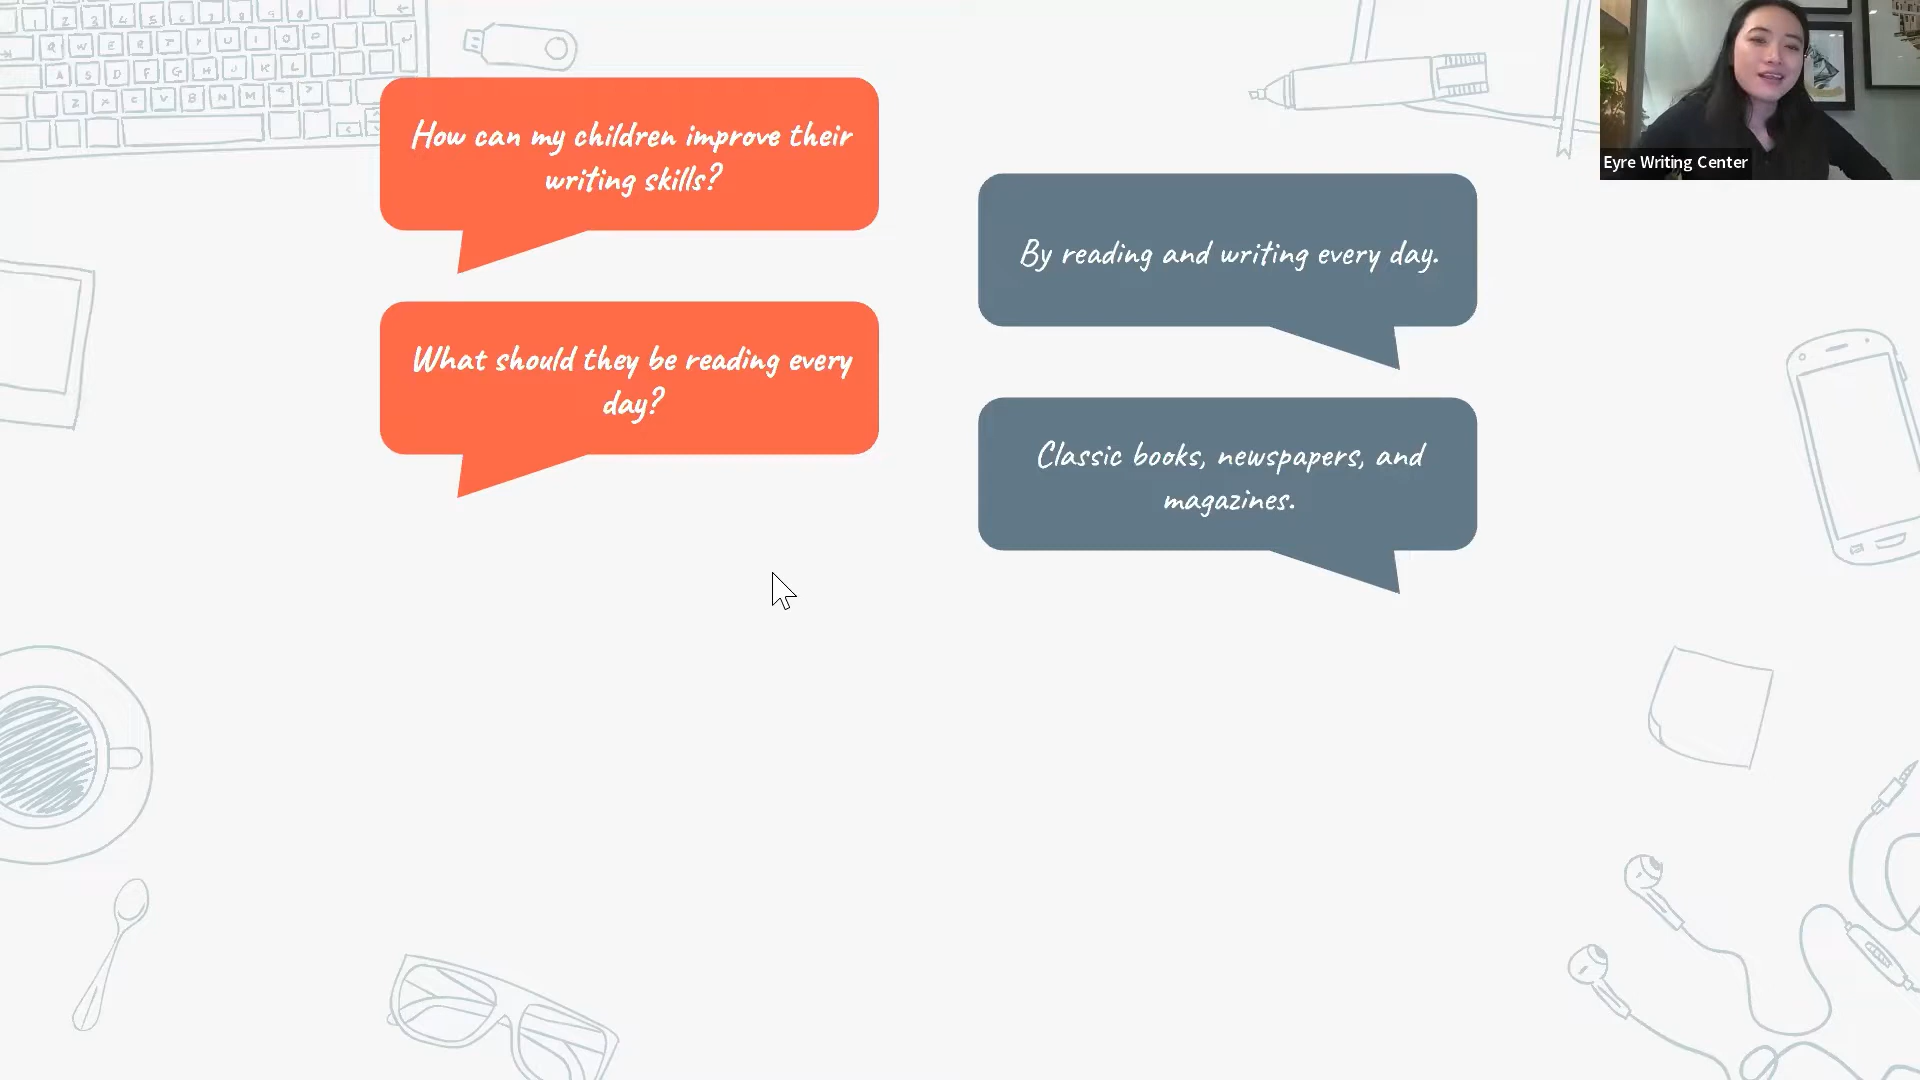 How can my children improve their
writing skills?
By reading and writing every day.
What should they be reading every
day?
Classic books, newspapers, and
magazines.
Eyre Writing Center